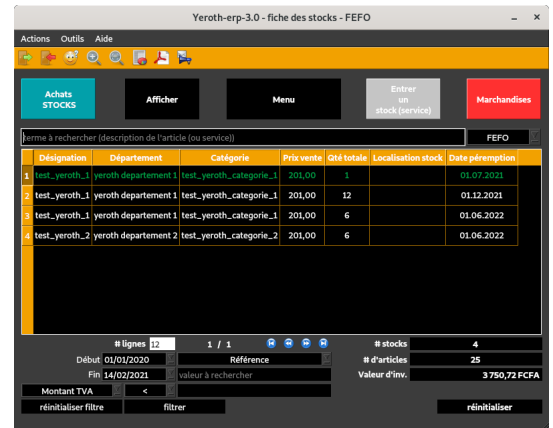 Yeroth-erp-3.0 - fiche des stocks - FEFO
Actions Outils Aide
Achats STOCKS
Afficher
Menu
Entrer un stock (service)
Marchandises
terme à rechercher (description de l'article (ou service))
FEFO
Désignation Département Catégorie Prix vente Qté totale Localisation stock Date péremption
1 test_yeroth_1 yeroth departement 1 test_yeroth_categorie_1 201,00 1 01.07.2021
2 test_yeroth_1 yeroth departement 1 test_yeroth_categorie_1 201,00 12 01.12.2021
3 test_yeroth_1 yeroth departement 1 test_yeroth_categorie_1 201,00 6 01.06.2022
4 test_yeroth_2 yeroth departement 2 test_yeroth_categorie_2 201,00 6 01.06.2022
# lignes 12 1 / 1 # stocks 4
Début 01/01/2020 Référence # d'articles 25
Fin 14/02/2021 valeur à rechercher Valeur d'inv. 3 750,72 FCFA
Montant TVA <
réinitialiser filtre filtrer réinitialiser